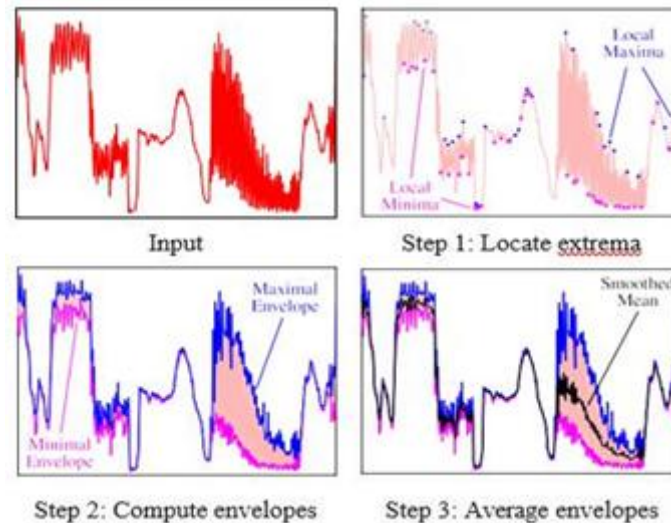 Local
Maxima
Local
Minima
Input
Step 1: Locate extrema
Maximal
Envelope
Minimal
Envelope
Smoothed
Mean
Step 2: Compute envelopes
Step 3: Average envelopes